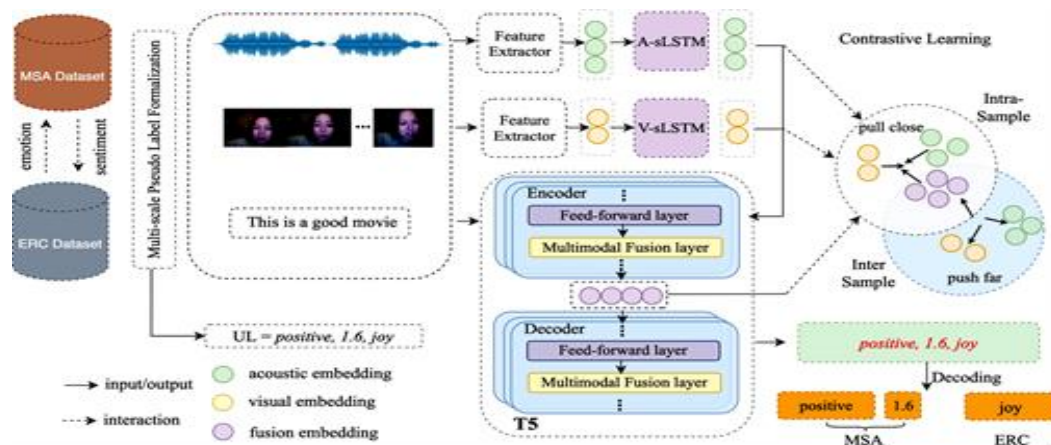 MSA Dataset
emotion
sentiment
ERC Dataset
Multi-scale Pseudo Label Formalization
This is a good movie
UL = positive, 1.6, joy
input/output
interaction
acoustic embedding
visual embedding
fusion embedding
Feature
Extractor
A-sLSTM
Feature
Extractor
V-sLSTM
Encoder
Feed-forward layer
Multimodal Fusion layer
Decoder
Feed-forward layer
Multimodal Fusion layer
T5
Contrastive Learning
Intra-
Sample
pull close
Inter
Sample
push far
positive, 1.6, joy
Decoding
positive
1.6
joy
MSA
ERC